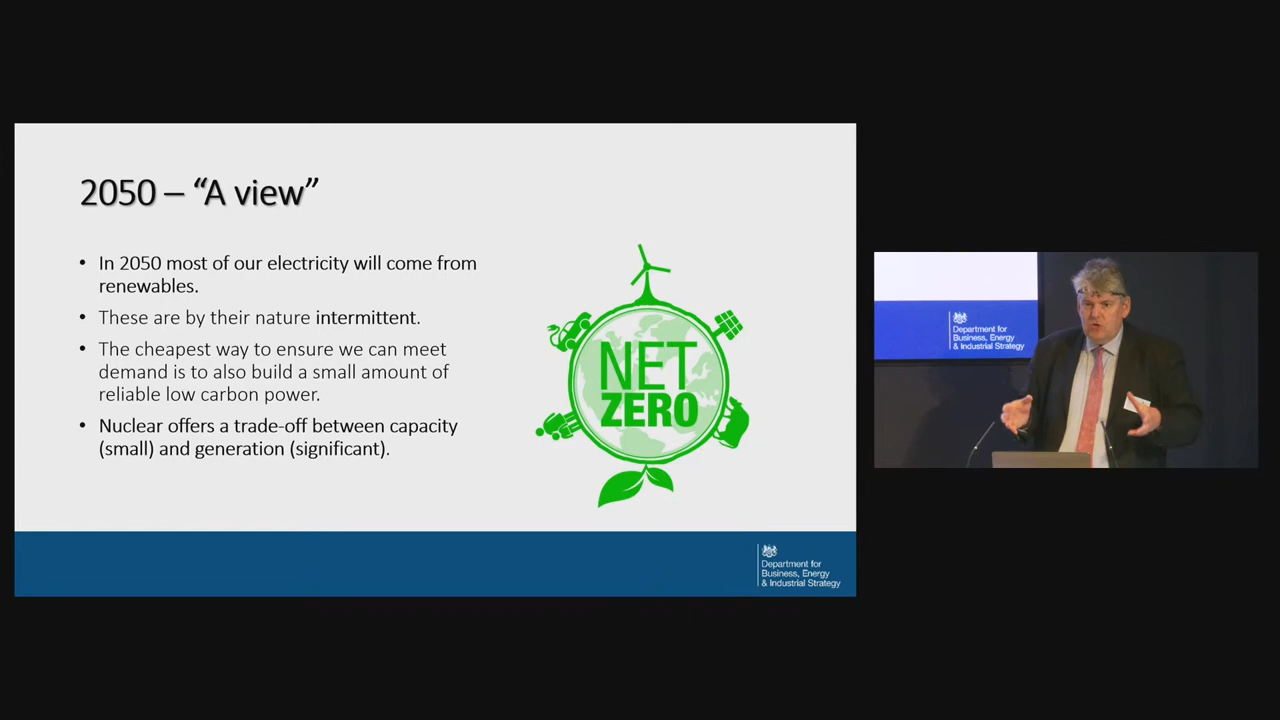 2050 – “A view”
• In 2050 most of our electricity will come from
renewables.
• These are by their nature intermittent.
• The cheapest way to ensure we can meet
demand is to also build a small amount of
reliable low carbon power.
• Nuclear offers a trade-off between capacity
(small) and generation (significant).
NET
ZERO
Department for
Business, Energy
& Industrial Strategy
Department for
Business, Energy
& Industrial Strategy